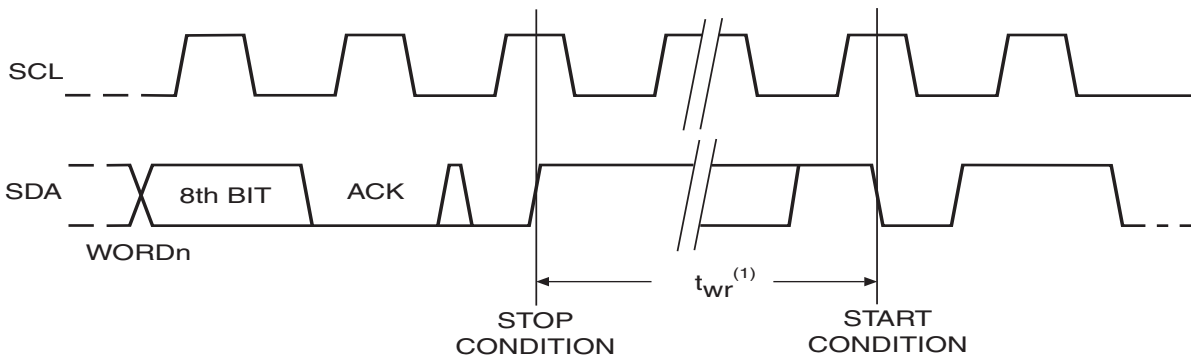 SCL
SDA
8th BIT
ACK
WORDn
twr(1)
STOP
CONDITION
START
CONDITION